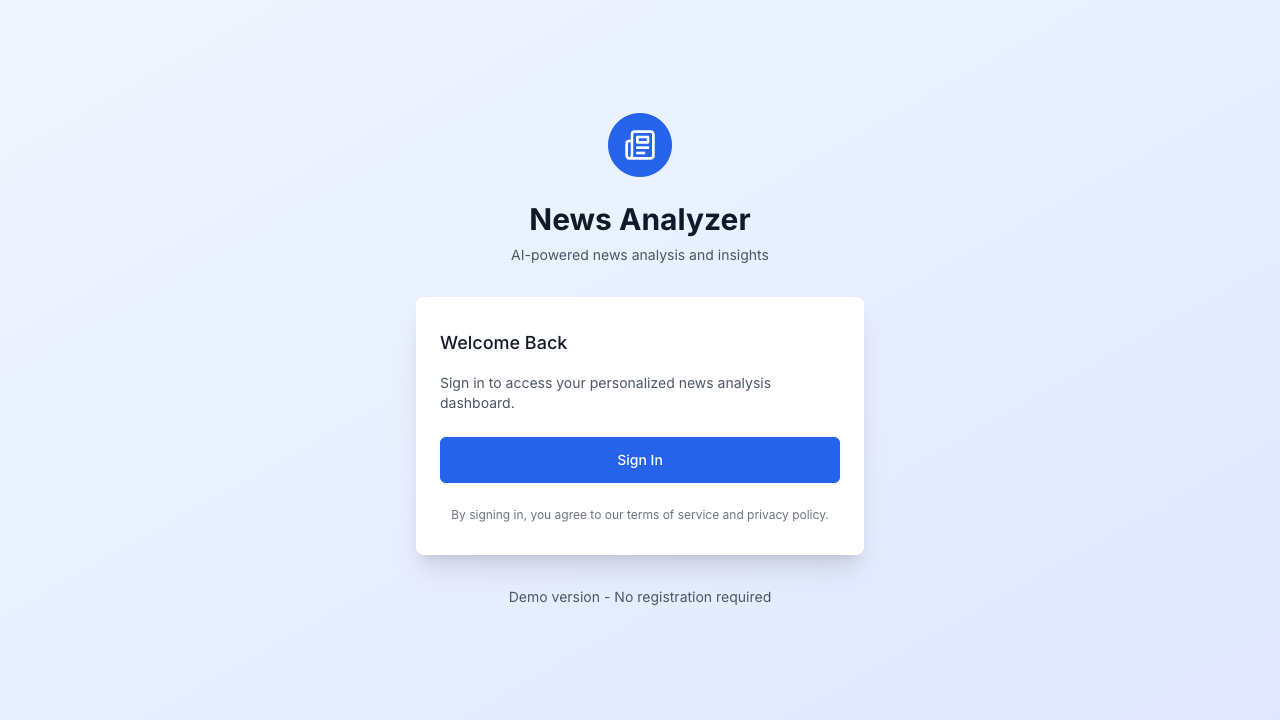 News Analyzer
AI-powered news analysis and insights
Welcome Back
Sign in to access your personalized news analysis
dashboard.
Sign In
By signing in, you agree to our terms of service and privacy policy.
Demo version - No registration required